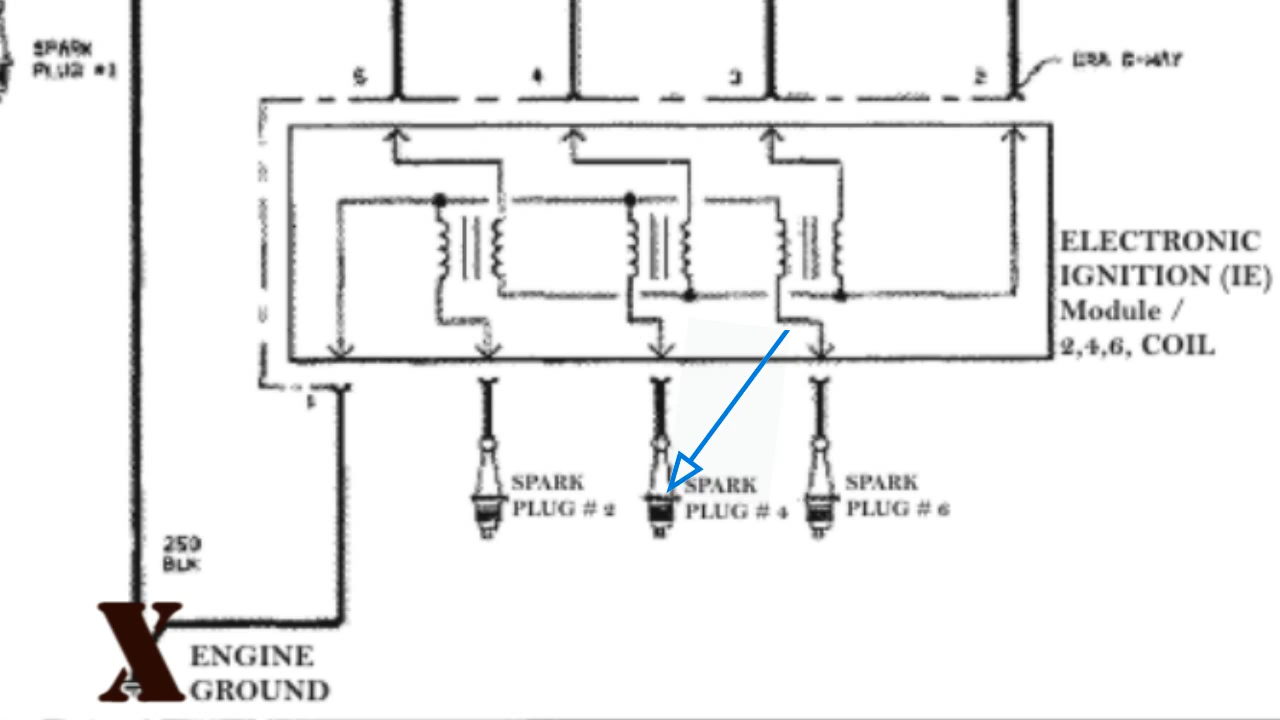 SPARK
PLUG #1
5
4
3
2
ELECTRONIC
IGNITION (IE)
Module /
2,4,6, COIL
1
SPARK
PLUG # 2
SPARK
PLUG # 4
SPARK
PLUG # 6
250
BLK
X
ENGINE
GROUND